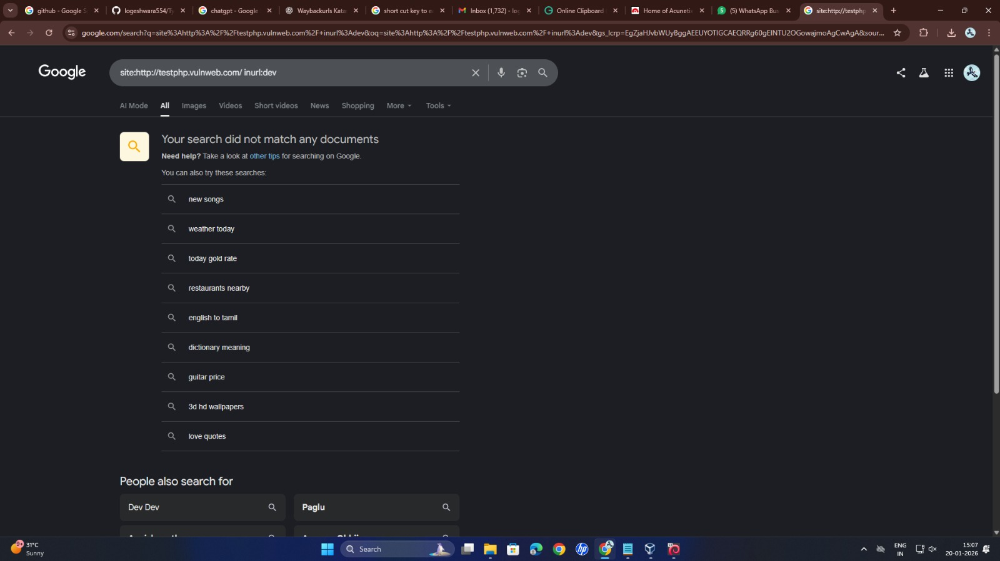 github - Google S
logeshwara554/Ty
chatgpt - Google
Waybackurls Kata
short cut key to ea
Inbox (1,732) - log
Online Clipboard
Home of Acuneti
(5) WhatsApp Bus
site:http://testphp
google.com/search?q=site%3Ahttp%3A%2F%2Ftestphp.vulnweb.com%2F+inurl%3Adev&oq=site%3Ahttp%3A%2F%2Ftestphp.vulnweb.com%2F+inurl%3Adev&gs_lcrp=EgZjaHJvbWUyBggAEEUYOTIGCAEQRRg60gEINTU2OGowajmoAgCwAgA&sour...
Google
site:http://testphp.vulnweb.com/ inurl:dev
AI Mode All Images Videos Short videos News Shopping More Tools
Your search did not match any documents
Need help? Take a look at other tips for searching on Google.
You can also try these searches:
new songs
weather today
today gold rate
restaurants nearby
english to tamil
dictionary meaning
guitar price
3d hd wallpapers
love quotes
People also search for
Dev Dev
Paglu
9+
31°C
Sunny
Search
hp
ENG
IN
15:07
20-01-2026